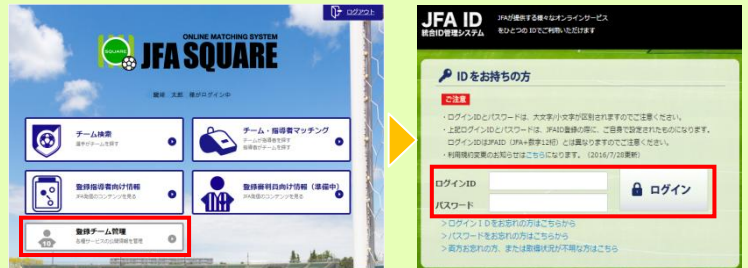 ログアウト
ONLINE MATCHING SYSTEM
SQUARE
JFA SQUARE
蹴球 太郎 様がログイン中
チーム検索
選手がチームを探す
チーム・指導者マッチング
チームが指導者を探す
指導者がチームを探す
登録指導者向け情報
JFA発信のコンテンツを見る
登録審判員向け情報（準備中）
JFA発信のコンテンツを見る
10
登録チーム管理
各種サービスの公開情報を管理
JFA ID
統合ID管理システム
JFAが提供する様々なオンラインサービス
をひとつの IDでご利用いただけます
IDをお持ちの方
ご注意
・ログインIDとパスワードは、大文字/小文字が区別されますのでご注意ください。
・上記ログインIDとパスワードは、JFAID登録の際に、ご自身で設定されたものになります。
ログインIDはJFAID（JFA+数字12桁）とは異なりますのでご注意ください。
・利用規約変更のお知らせはこちらになります。（2016/7/20更新）
ログインID
パスワード
ログイン
＞ログインＩＤをお忘れの方はこちらから
＞パスワードをお忘れの方はこちらから
＞両方お忘れの方、または取得状況が不明な方はこちら